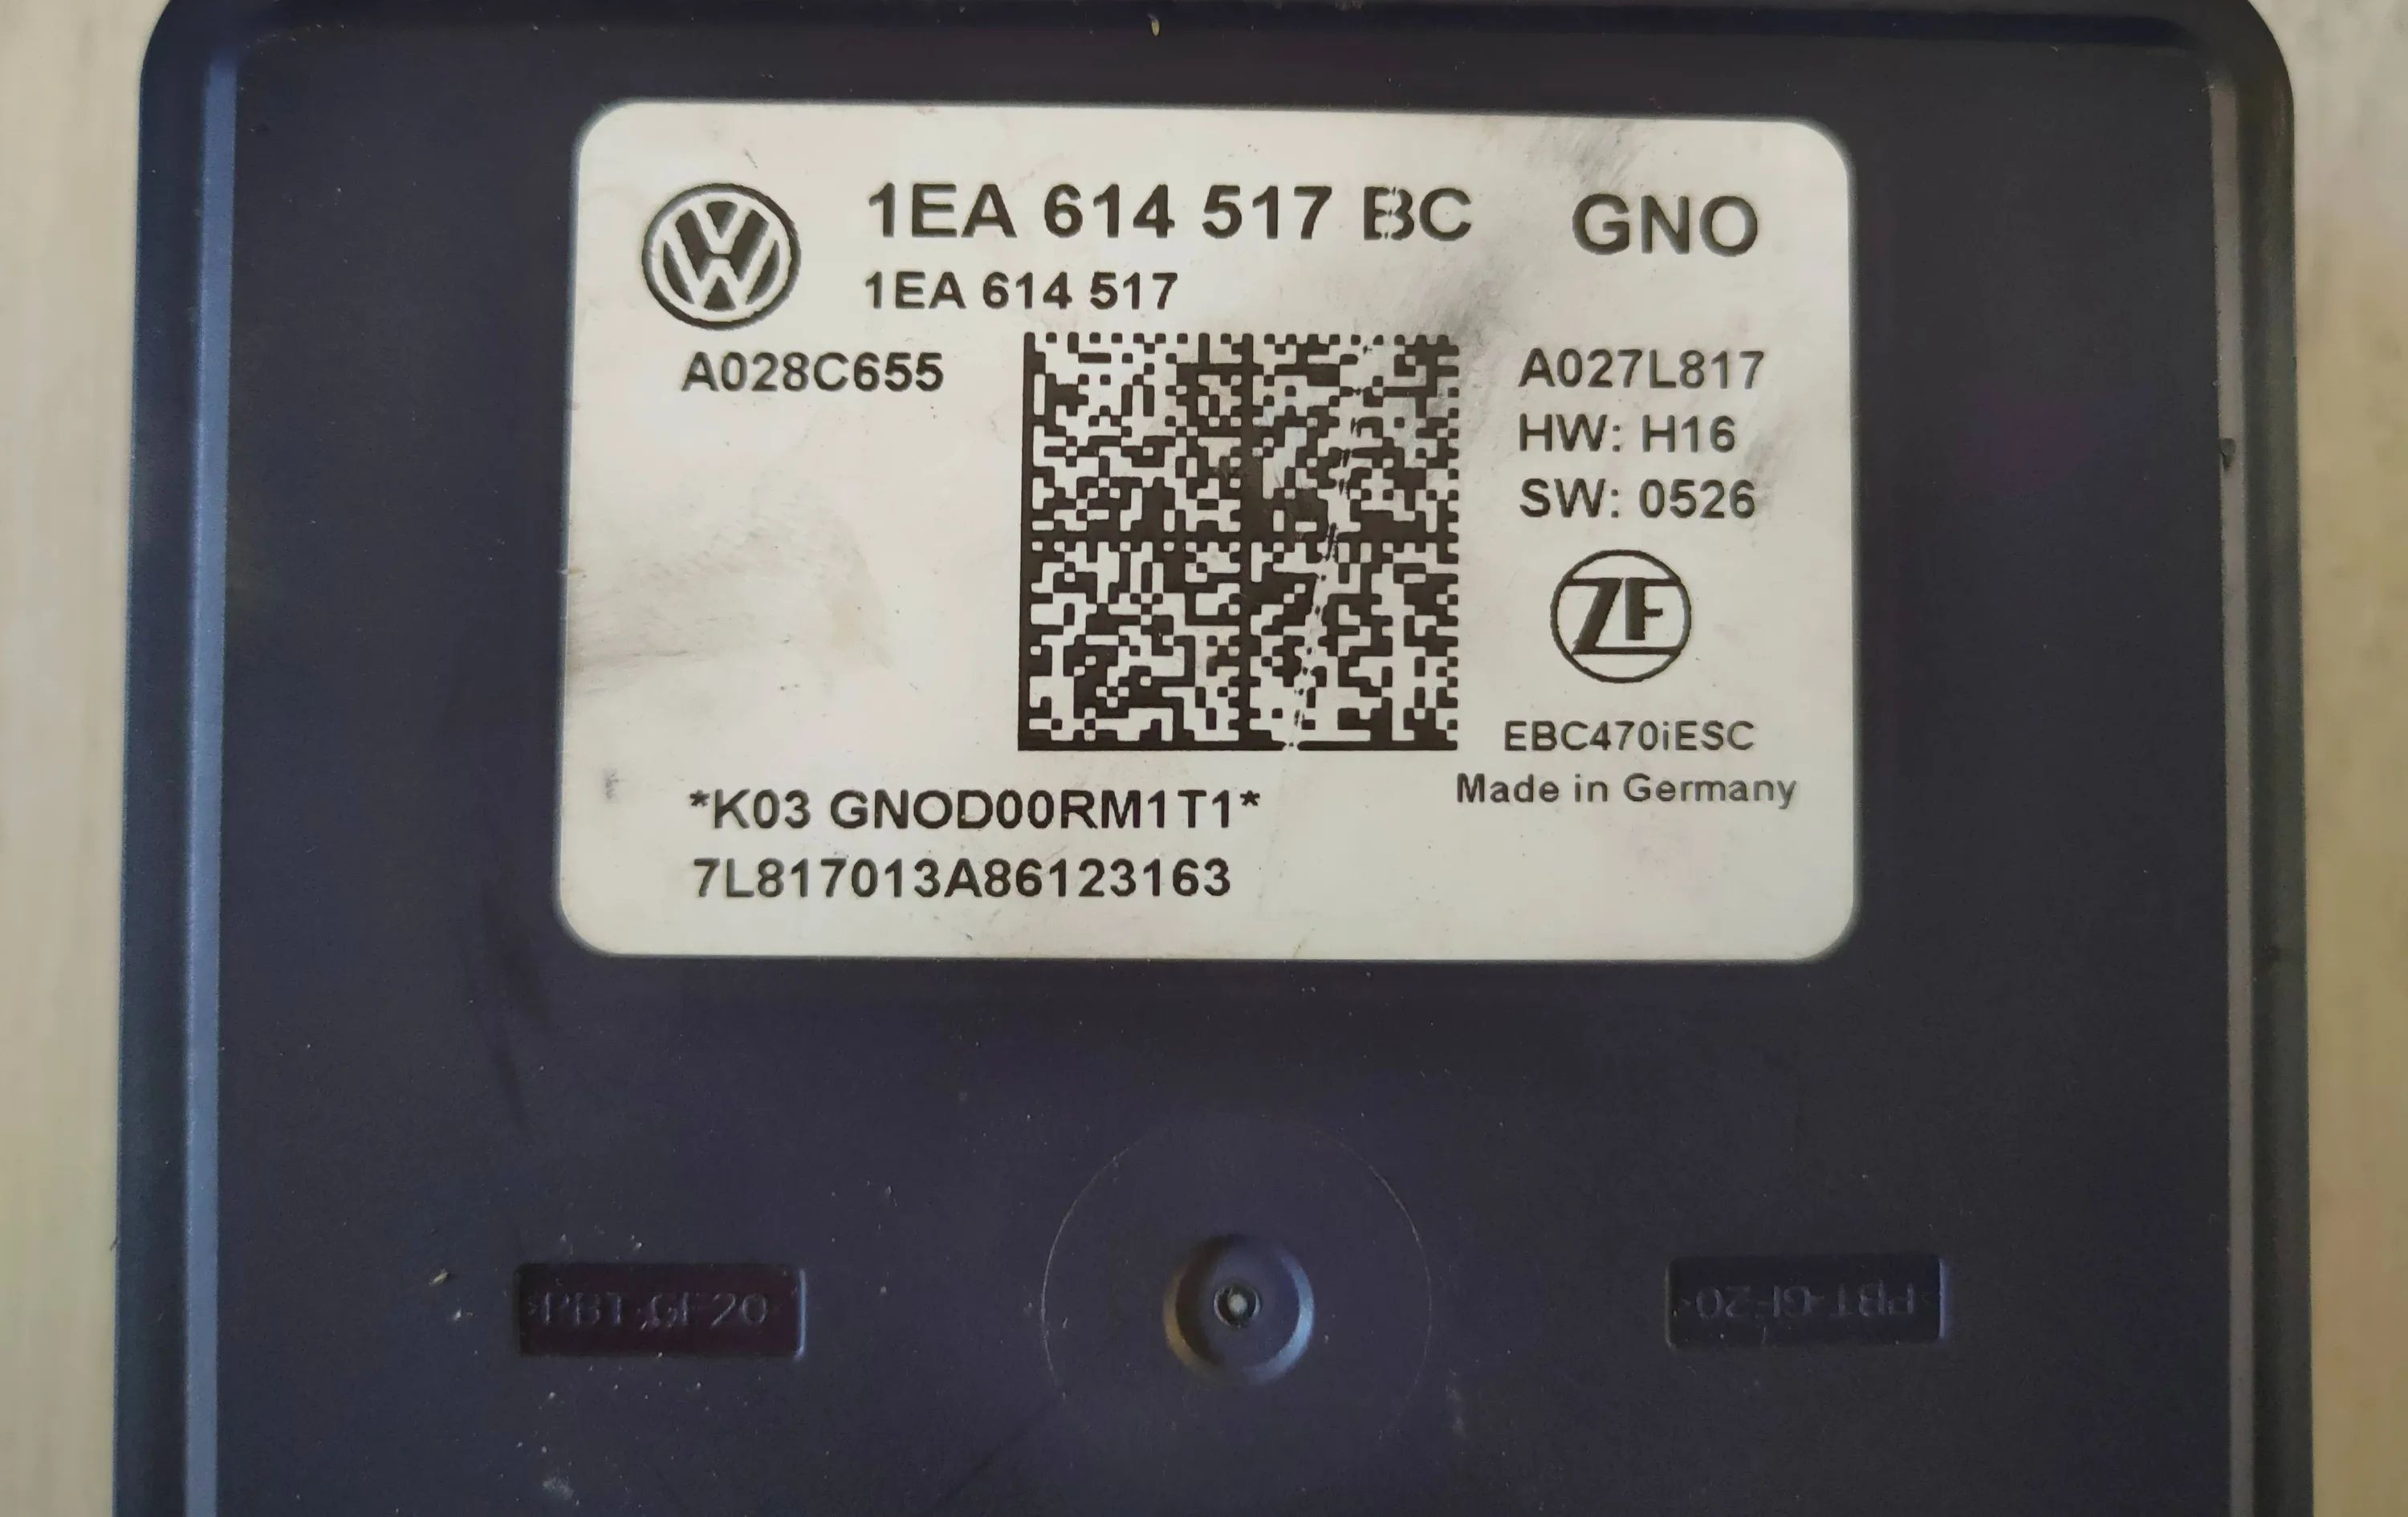 1EA 614 517 BC GNO
1EA 614 517
A028C655
A027L817
HW: H16
SW: 0526
ZF
EBC470iESC
Made in Germany
*K03 GNOD00RM1T1*
7L817013A86123163
>PBT-GF20<
>PBT-GF20<